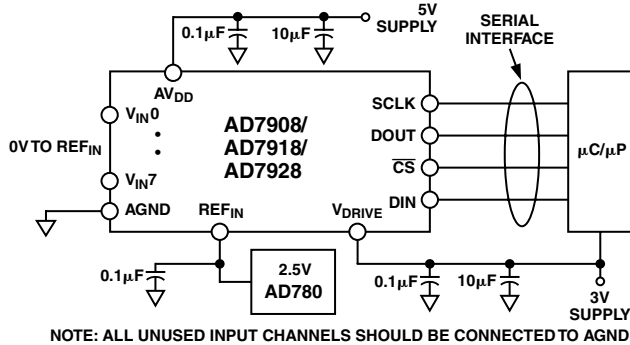 5V
SUPPLY
0.1µF
10µF
SERIAL
INTERFACE
AVDD
VIN0
0V TO REFIN
VIN7
AGND
AD7908/
AD7918/
AD7928
SCLK
DOUT
CS
DIN
µC/µP
REFIN
VDRIVE
0.1µF
2.5V
AD780
0.1µF
10µF
3V
SUPPLY
NOTE: ALL UNUSED INPUT CHANNELS SHOULD BE CONNECTED TO AGND